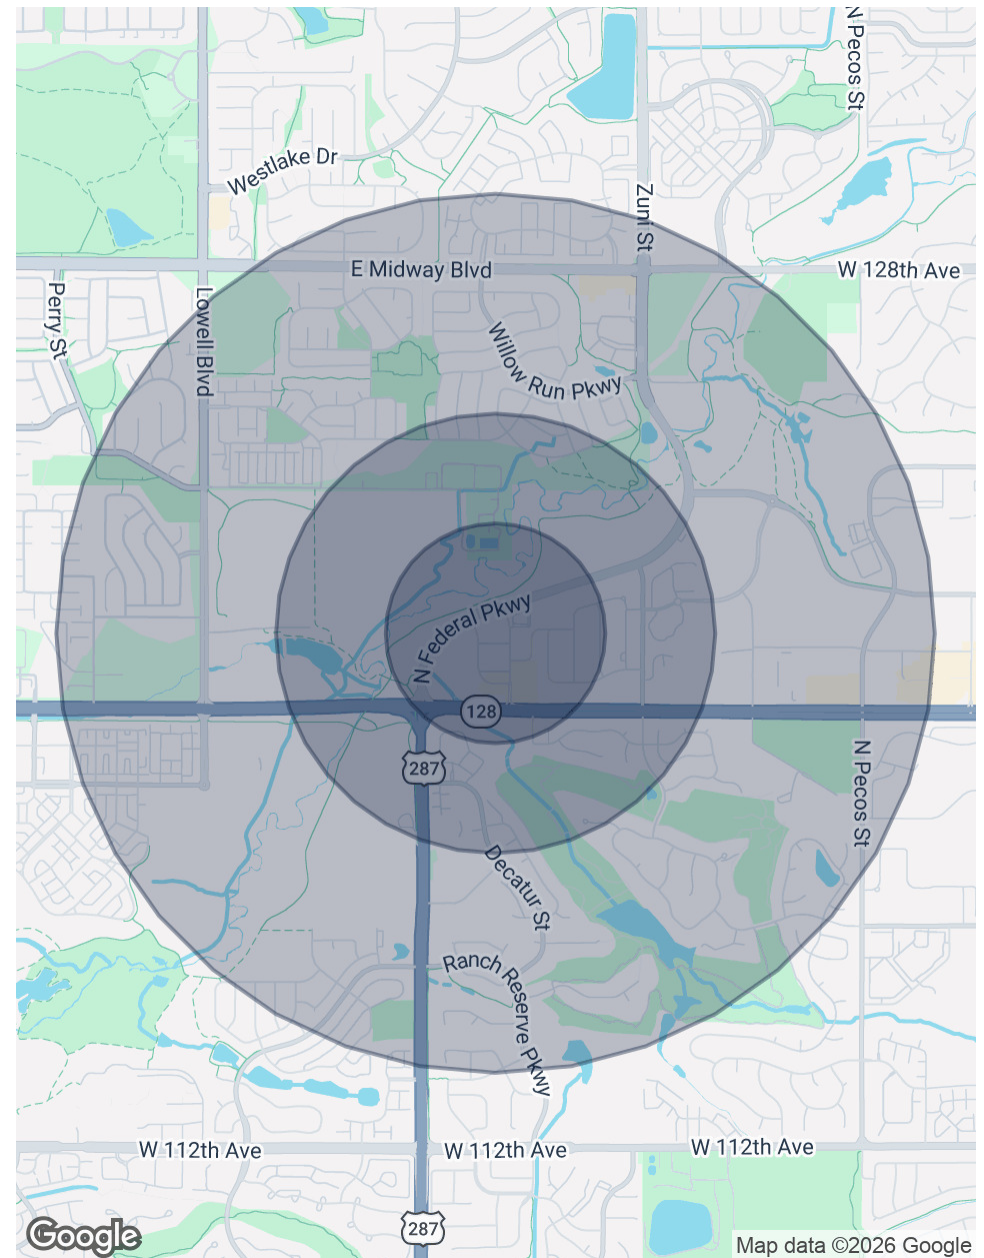 N Pecos St
Westlake Dr
Zuni St
E Midway Blvd
W 128th Ave
Perry St
Lowell Blvd
Willow Run Pkwy
N Federal Pkwy
128
287
N Pecos St
Decatur St
Ranch Reserve Pkwy
W 112th Ave
W 112th Ave
W 112th Ave
287
Google
Map data ©2026 Google